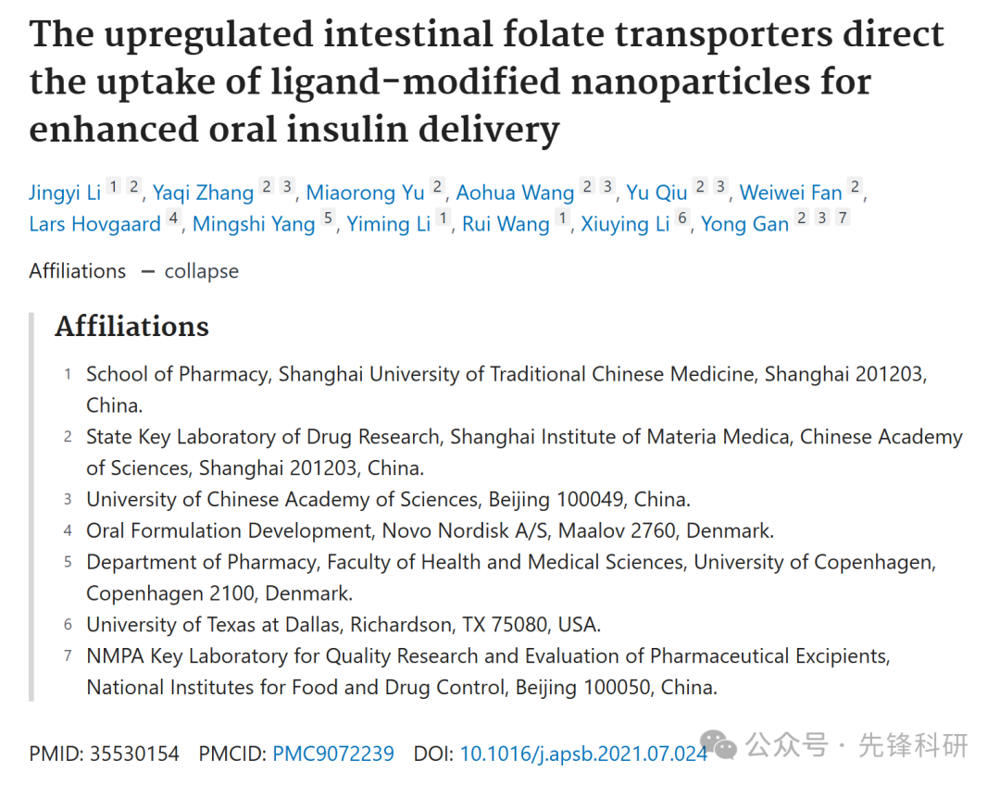 The upregulated intestinal folate transporters direct
the uptake of ligand-modified nanoparticles for
enhanced oral insulin delivery
Jingyi Li 1 2, Yaqi Zhang 2 3, Miaorong Yu 2, Aohua Wang 2 3, Yu Qiu 2 3, Weiwei Fan 2,
Lars Hovgaard 4, Mingshi Yang 5, Yiming Li 1, Rui Wang 1, Xiuying Li 6, Yong Gan 2 3 7
Affiliations — collapse
Affiliations
1 School of Pharmacy, Shanghai University of Traditional Chinese Medicine, Shanghai 201203,
China.
2 State Key Laboratory of Drug Research, Shanghai Institute of Materia Medica, Chinese Academy
of Sciences, Shanghai 201203, China.
3 University of Chinese Academy of Sciences, Beijing 100049, China.
4 Oral Formulation Development, Novo Nordisk A/S, Maalov 2760, Denmark.
5 Department of Pharmacy, Faculty of Health and Medical Sciences, University of Copenhagen,
Copenhagen 2100, Denmark.
6 University of Texas at Dallas, Richardson, TX 75080, USA.
7 NMPA Key Laboratory for Quality Research and Evaluation of Pharmaceutical Excipients,
National Institutes for Food and Drug Control, Beijing 100050, China.
PMID: 35530154 PMCID: PMC9072239 DOI: 10.1016/j.apsb.2021.07.024
公众号 · 先锋科研